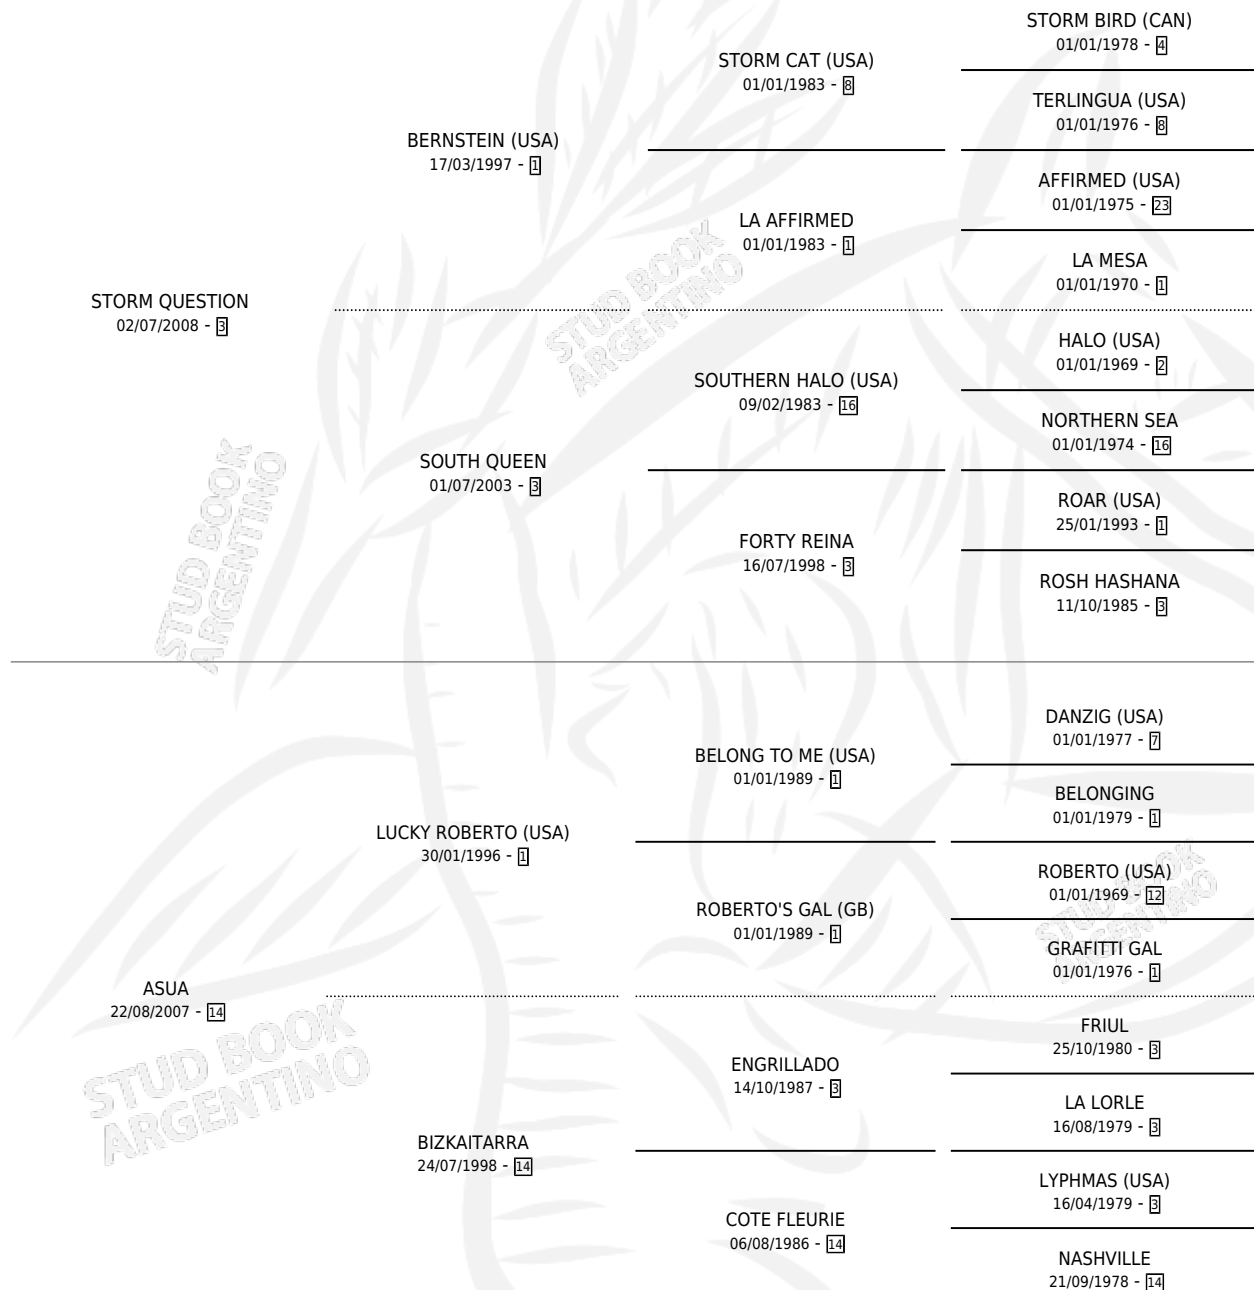 STORM BIRD (CAN)
01/01/1978 - 4
STORM CAT (USA)
01/01/1983 - 8
TERLINGUA (USA)
01/01/1976 - 8
BERNSTEIN (USA)
17/03/1997 - 1
AFFIRMED (USA)
01/01/1975 - 23
LA AFFIRMED
01/01/1983 - 1
LA MESA
01/01/1970 - 1
STORM QUESTION
02/07/2008 - 3
HALO (USA)
01/01/1969 - 2
SOUTHERN HALO (USA)
09/02/1983 - 16
NORTHERN SEA
01/01/1974 - 16
SOUTH QUEEN
01/07/2003 - 3
ROAR (USA)
25/01/1993 - 1
FORTY REINA
16/07/1998 - 3
ROSH HASHANA
11/10/1985 - 3
DANZIG (USA)
01/01/1977 - 7
BELONG TO ME (USA)
01/01/1989 - 1
BELONGING
01/01/1979 - 1
LUCKY ROBERTO (USA)
30/01/1996 - 1
ROBERTO (USA)
01/01/1969 - 12
ROBERTO'S GAL (GB)
01/01/1989 - 1
GRAFITTI GAL
01/01/1976 - 1
ASUA
22/08/2007 - 14
FRIUL
25/10/1980 - 3
ENGRILLADO
14/10/1987 - 3
LA LORLE
16/08/1979 - 3
BIZKAITARRA
24/07/1998 - 14
LYPHMAS (USA)
16/04/1979 - 3
COTE FLEURIE
06/08/1986 - 14
NASHVILLE
21/09/1978 - 14
STUD BOOK
ARGENTINO
STUD BOOK
ARGENTINO
STUD BOOK
ARGENTINO
STUD BOOK
ARGENTINO